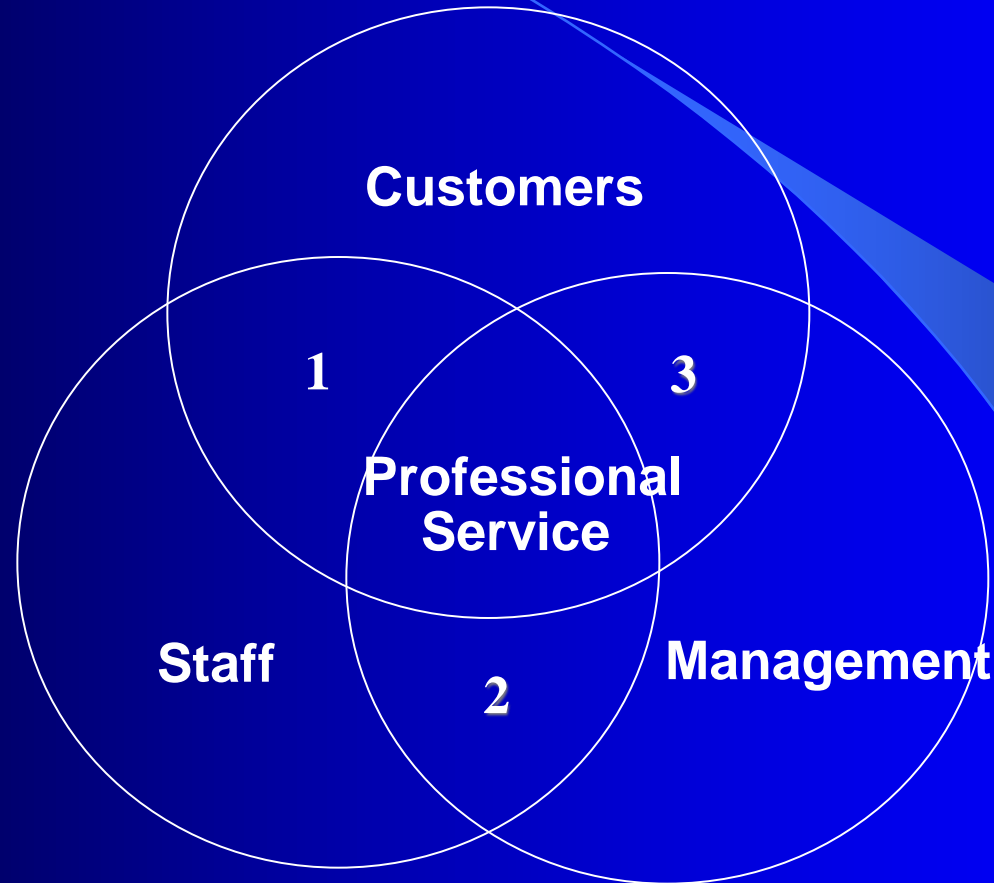 Customers
1
3
Professional
Service
Staff
Management
2